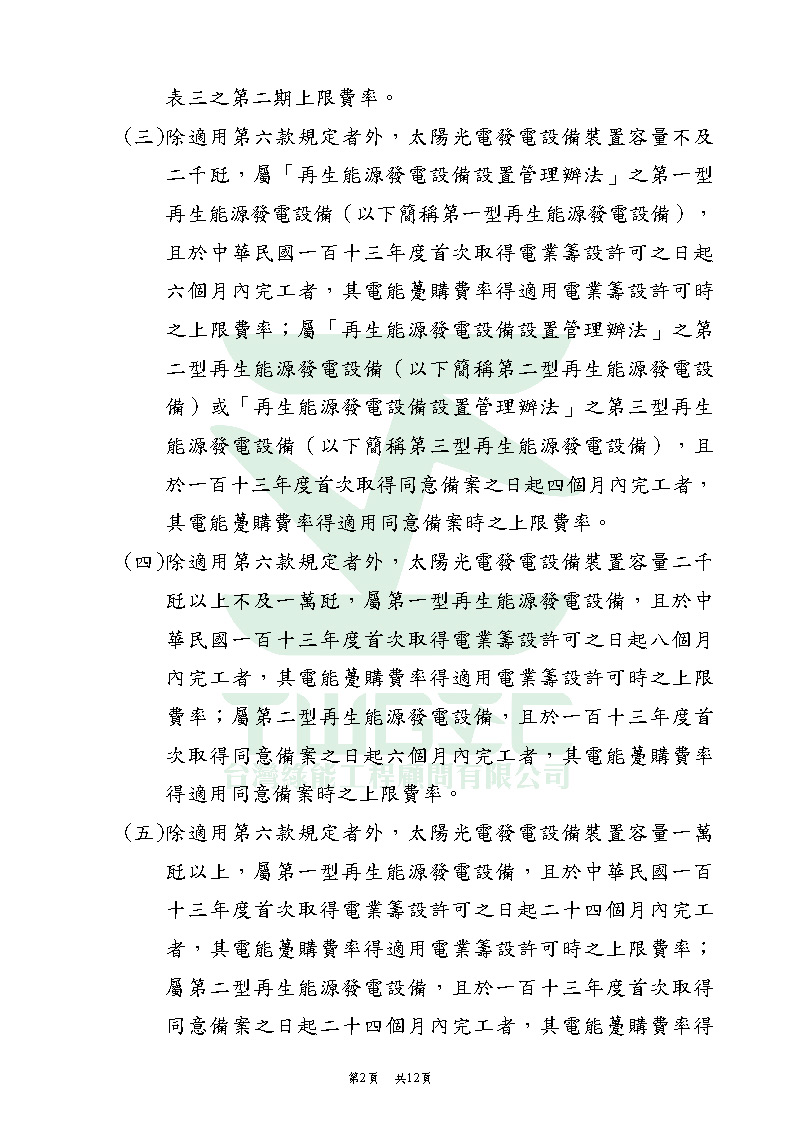 表三之第二期上限費率。
(三)除適用第六款規定者外，太陽光電發電設備裝置容量不及
二千瓩，屬「再生能源發電設備設置管理辦法」之第一型
再生能源發電設備（以下簡稱第一型再生能源發電設備），
且於中華民國一百十三年度首次取得電業籌設許可之日起
六個月內完工者，其電能躉購費率得適用電業籌設許可時
之上限費率；屬「再生能源發電設備設置管理辦法」之第
二型再生能源發電設備（以下簡稱第二型再生能源發電設
備）或「再生能源發電設備設置管理辦法」之第三型再生
能源發電設備（以下簡稱第三型再生能源發電設備），且
於一百十三年度首次取得同意備案之日起四個月內完工者，
其電能躉購費率得適用同意備案時之上限費率。
(四)除適用第六款規定者外，太陽光電發電設備裝置容量二千
瓩以上不及一萬瓩，屬第一型再生能源發電設備，且於中
華民國一百十三年度首次取得電業籌設許可之日起八個月
內完工者，其電能躉購費率得適用電業籌設許可時之上限
費率；屬第二型再生能源發電設備，且於一百十三年度首
次取得同意備案之日起六個月內完工者，其電能躉購費率
得適用同意備案時之上限費率。
(五)除適用第六款規定者外，太陽光電發電設備裝置容量一萬
瓩以上，屬第一型再生能源發電設備，且於中華民國一百
十三年度首次取得電業籌設許可之日起二十四個月內完工
者，其電能躉購費率得適用電業籌設許可時之上限費率；
屬第二型再生能源發電設備，且於一百十三年度首次取得
同意備案之日起二十四個月內完工者，其電能躉購費率得
TWGEC
台灣綠能工程顧問有限公司
第2頁 共12頁